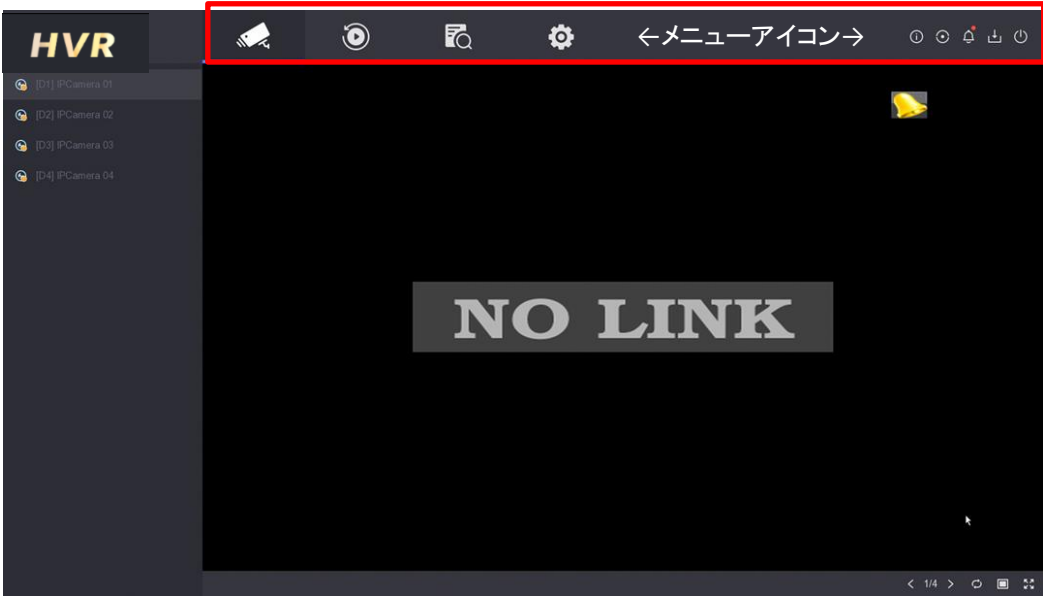 HVR
←メニューアイコン→
[D1] IPCamera 01
[D2] IPCamera 02
[D3] IPCamera 03
[D4] IPCamera 04
NO LINK
< 1/4 >